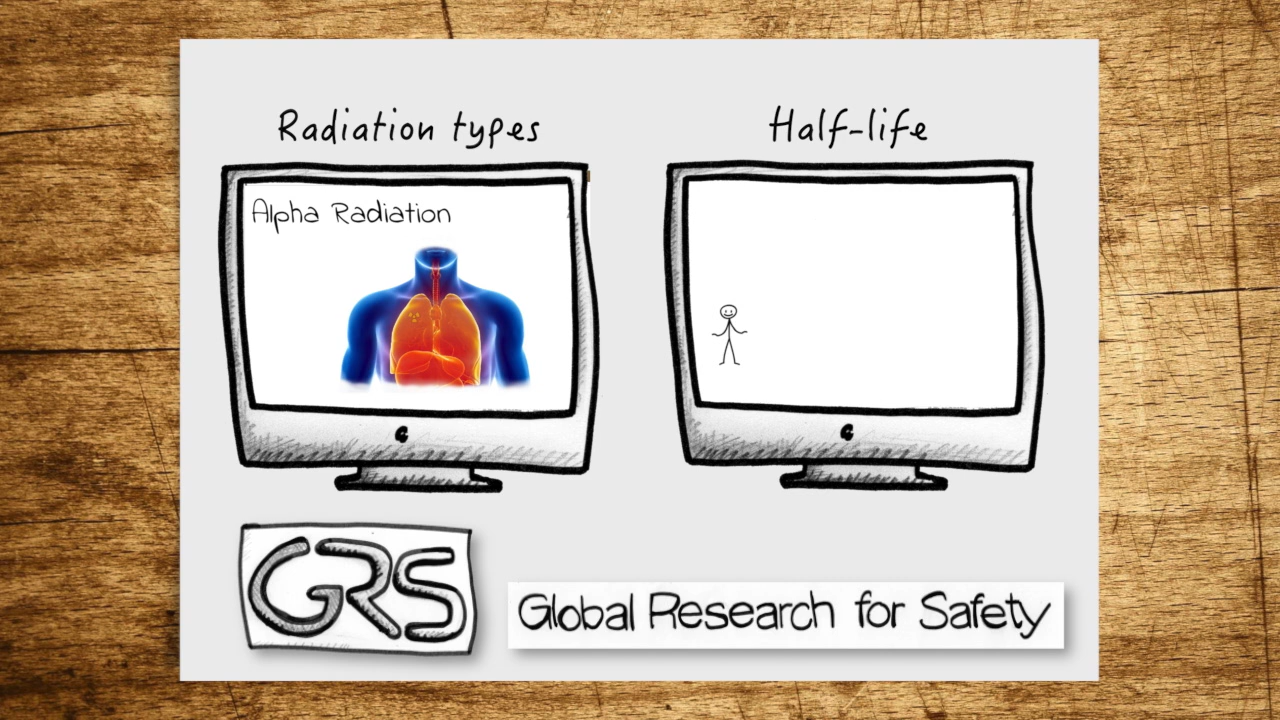 Radiation types
Half-life
Alpha Radiation
GRS
Global Research for Safety